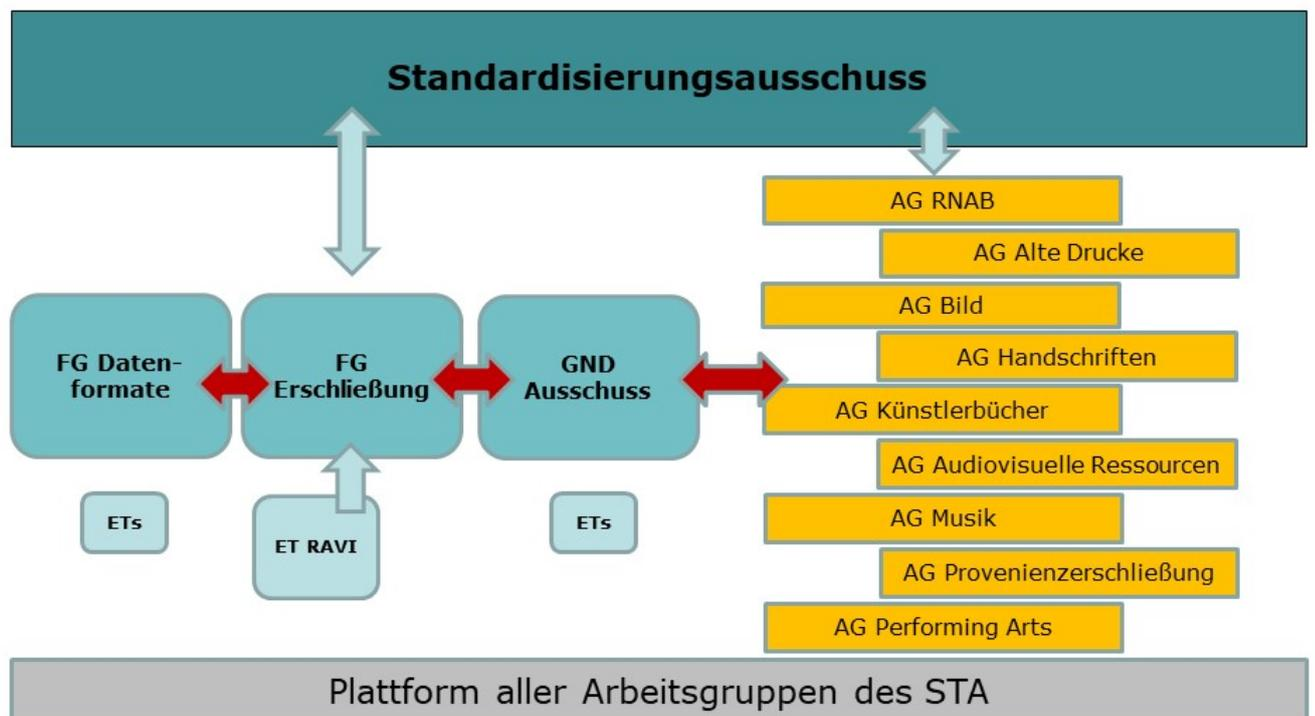 Standardisierungsausschuss
AG RNAB
AG Alte Drucke
AG Bild
AG Handschriften
AG Künstlerbücher
AG Audiovisuelle Ressourcen
AG Musik
AG Provenienzerschließung
AG Performing Arts
FG Daten-
formate
FG
Erschließung
GND
Ausschuss
ETs
ET RAVI
ETs
Plattform aller Arbeitsgruppen des STA